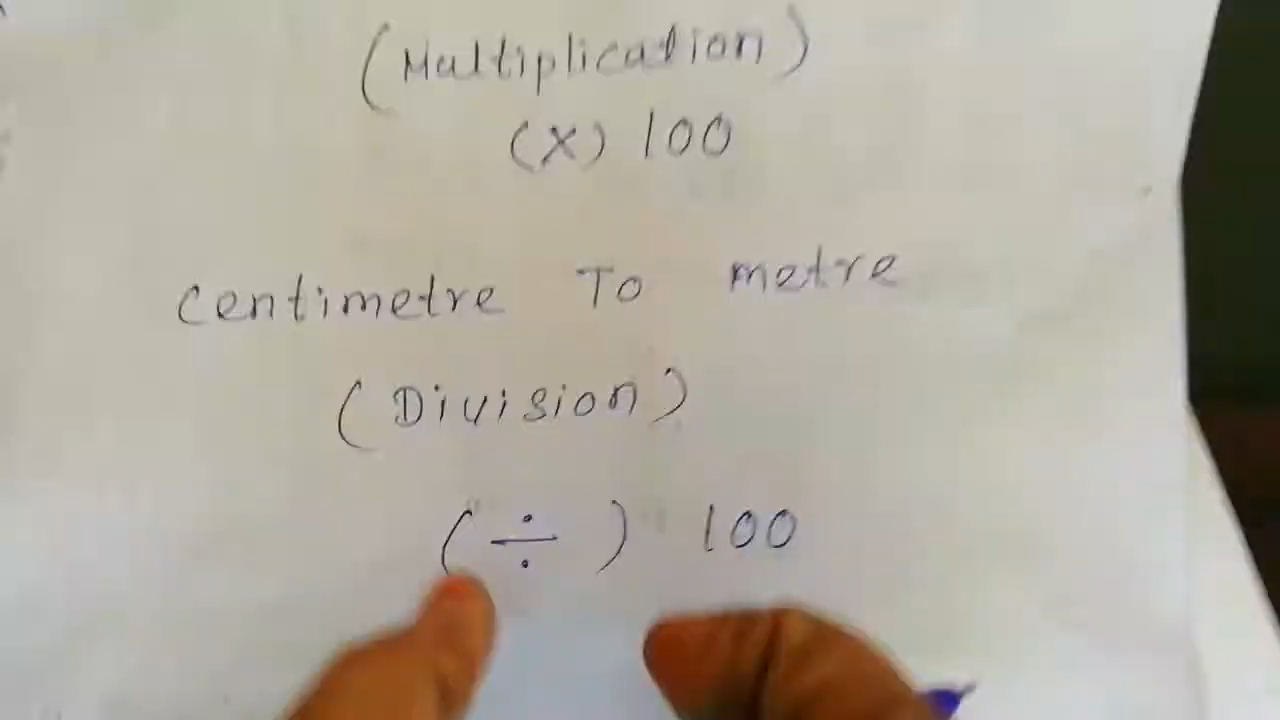 (Multiplication)
(X) 100
Centimetre To metre
(Division)
(÷) 100